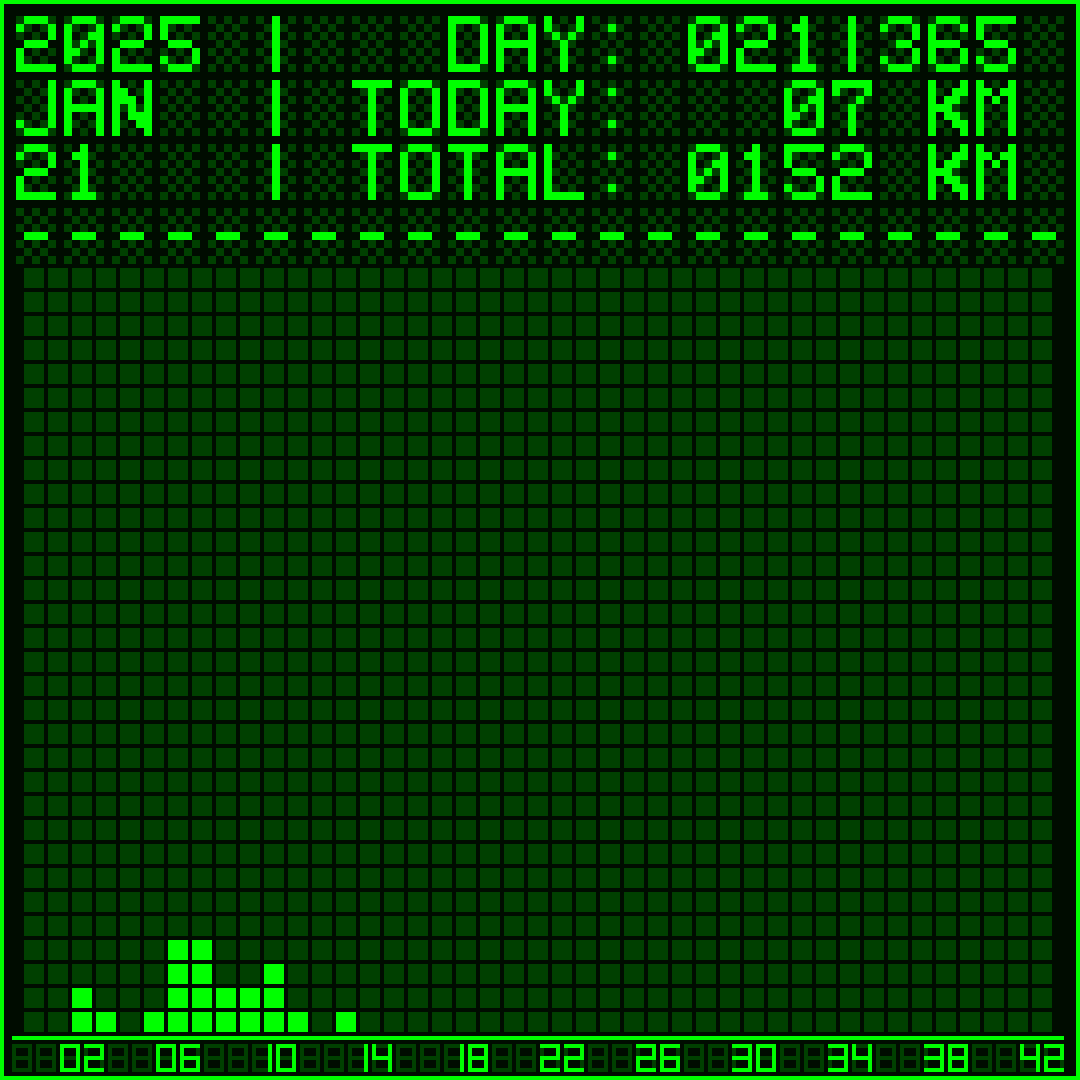 2025 | DAY: 021|365
JAN | TODAY: 07 KM
21 | TOTAL: 0152 KM
- - - - - - - - - - - - - - - - - - - - - -
02 06 10 14 18 22 26 30 34 38 42